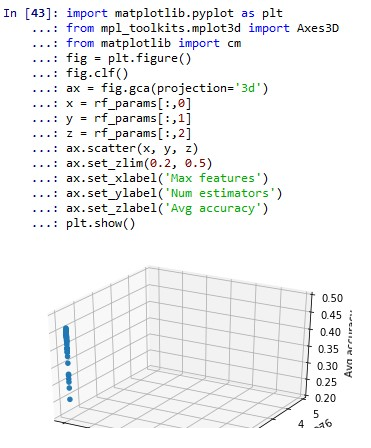 In [43]: import matplotlib.pyplot as plt
...: from mpl_toolkits.mplot3d import Axes3D
...: from matplotlib import cm
...: fig = plt.figure()
...: fig.clf()
...: ax = fig.gca(projection='3d')
...: x = rf_params[:,0]
...: y = rf_params[:,1]
...: z = rf_params[:,2]
...: ax.scatter(x, y, z)
...: ax.set_zlim(0.2, 0.5)
...: ax.set_xlabel('Max features')
...: ax.set_ylabel('Num estimators')
...: ax.set_zlabel('Avg accuracy')
...: plt.show()
0.50
0.45
0.40
0.35
0.30
0.25
0.20
Avg accuracy
5
4